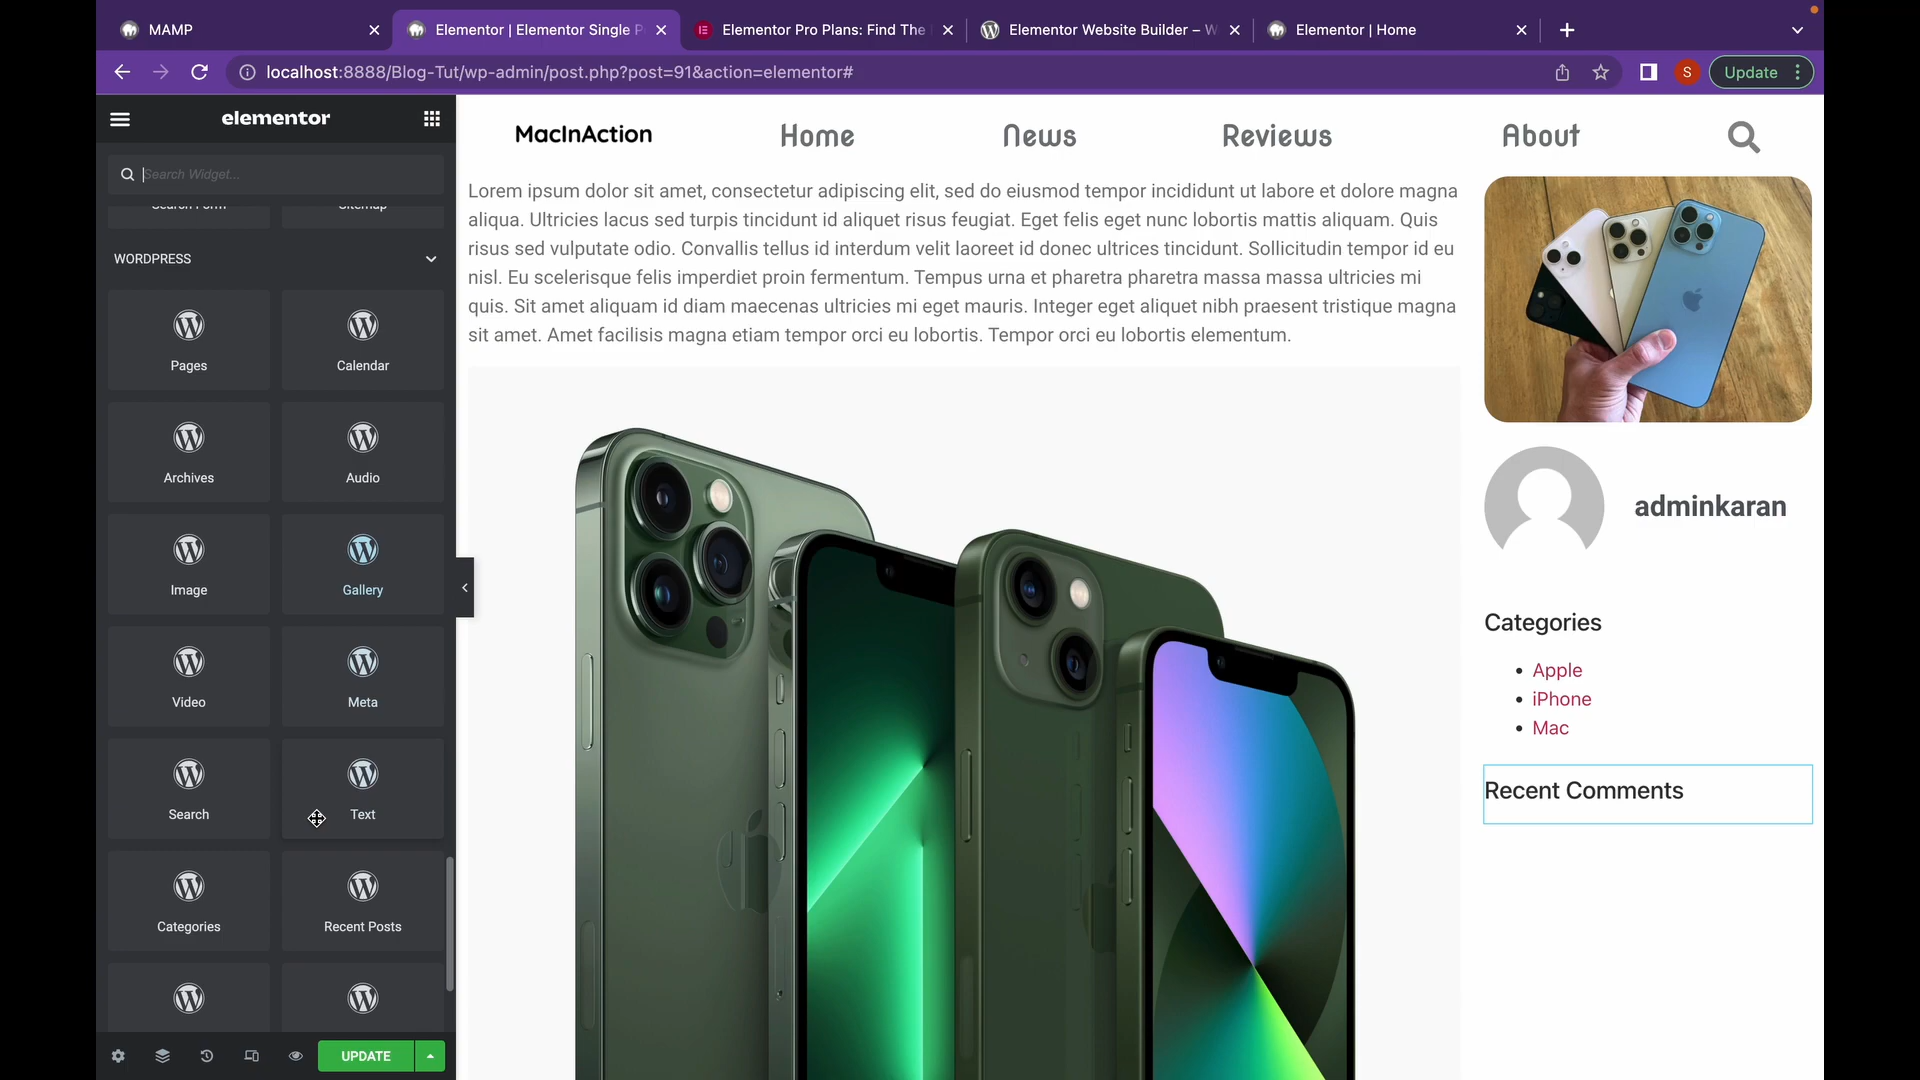 MAMP
Elementor | Elementor Single P
Elementor Pro Plans: Find The
Elementor Website Builder – W
Elementor | Home
localhost:8888/Blog-Tut/wp-admin/post.php?post=91&action=elementor#
S
Update
elementor
Search Widget...
Search Form
Sitemap
WORDPRESS
Pages
Calendar
Archives
Audio
Image
Gallery
Video
Meta
Search
Text
Categories
Recent Posts
UPDATE
MacInAction
Home
News
Reviews
About
Lorem ipsum dolor sit amet, consectetur adipiscing elit, sed do eiusmod tempor incididunt ut labore et dolore magna
aliqua. Ultricies lacus sed turpis tincidunt id aliquet risus feugiat. Eget felis eget nunc lobortis mattis aliquam. Quis
risus sed vulputate odio. Convallis tellus id interdum velit laoreet id donec ultrices tincidunt. Sollicitudin tempor id eu
nisl. Eu scelerisque felis imperdiet proin fermentum. Tempus urna et pharetra pharetra massa massa ultricies mi
quis. Sit amet aliquam id diam maecenas ultricies mi eget mauris. Integer eget aliquet nibh praesent tristique magna
sit amet. Amet facilisis magna etiam tempor orci eu lobortis. Tempor orci eu lobortis elementum.
adminkaran
Categories
Apple
iPhone
Mac
Recent Comments